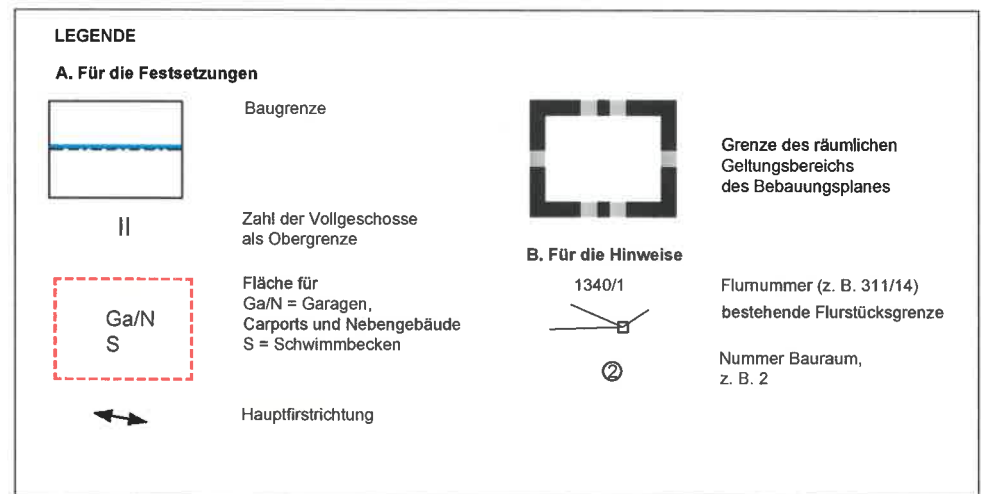 LEGENDE
A. Für die Festsetzungen
Baugrenze
II
Zahl der Vollgeschosse
als Obergrenze
Ga/N
S
Fläche für
Ga/N = Garagen,
Carports und Nebengebäude
S = Schwimmbecken
Hauptfirstrichtung
Grenze des räumlichen
Geltungsbereichs
des Bebauungsplanes
B. Für die Hinweise
1340/1
Flurnummer (z. B. 311/14)
bestehende Flurstücksgrenze
②
Nummer Bauraum,
z. B. 2